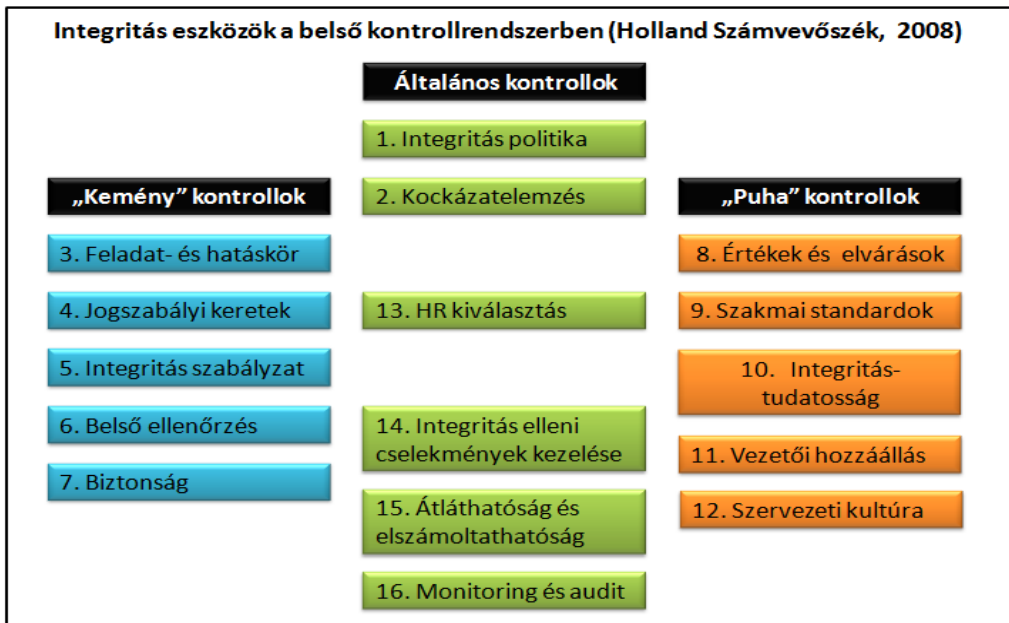 Integritás eszközök a belső kontrollrendszerben (Holland Számvevőszék, 2008)
Általános kontrollok
1. Integritás politika
2. Kockázatelemzés
13. HR kiválasztás
14. Integritás elleni
cselekmények kezelése
15. Átláthatóság és
elszámoltathatóság
16. Monitoring és audit
„Kemény” kontrollok
3. Feladat- és hatáskör
4. Jogszabályi keretek
5. Integritás szabályzat
6. Belső ellenőrzés
7. Biztonság
„Puha” kontrollok
8. Értékek és elvárások
9. Szakmai standardok
10. Integritás-
tudatosság
11. Vezetői hozzáállás
12. Szervezeti kultúra